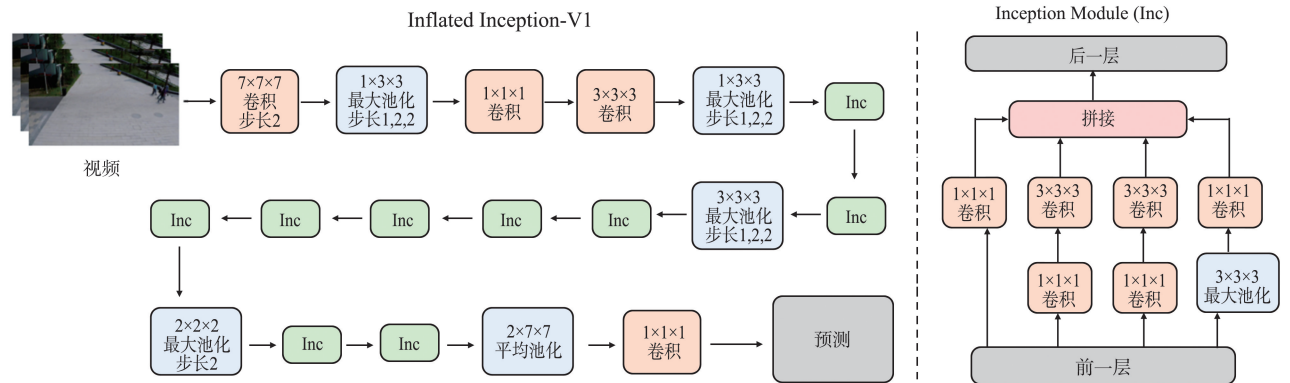 Inflated Inception-V1
视频
7×7×7
卷积
步长2
1×3×3
最大池化
步长1,2,2
1×1×1
卷积
3×3×3
卷积
1×3×3
最大池化
步长1,2,2
Inc
Inc
3×3×3
最大池化
步长1,2,2
Inc
Inc
Inc
Inc
Inc
2×2×2
最大池化
步长2
Inc
Inc
2×7×7
平均池化
1×1×1
卷积
预测
Inception Module (Inc)
后一层
拼接
1×1×1
卷积
3×3×3
卷积
3×3×3
卷积
1×1×1
卷积
1×1×1
卷积
1×1×1
卷积
3×3×3
最大池化
前一层